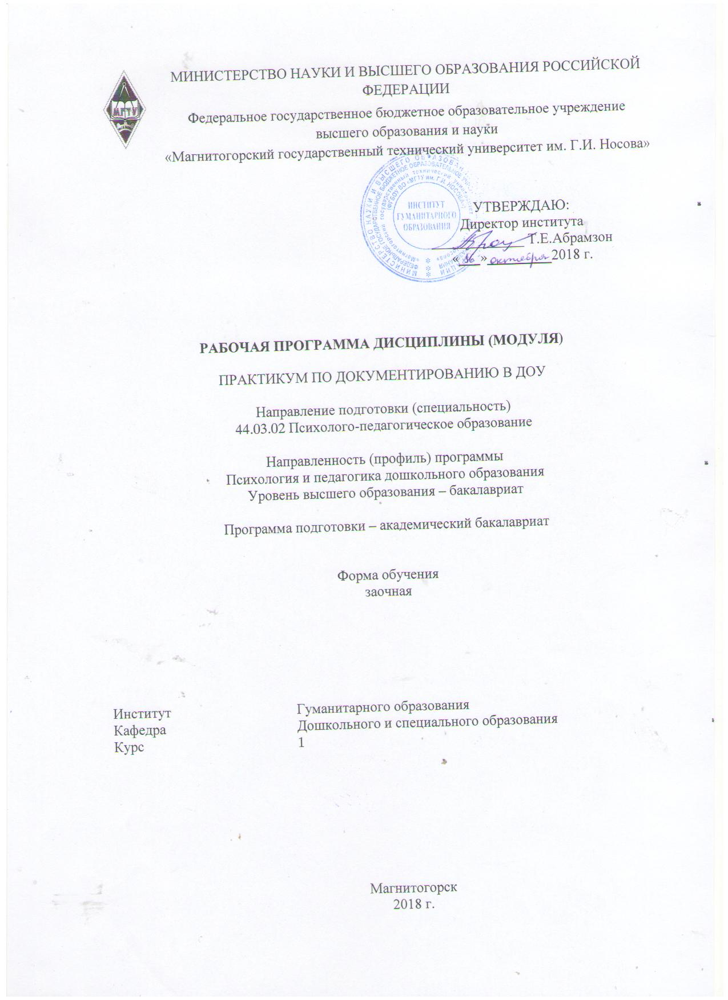 МИНИСТЕРСТВО НАУКИ И ВЫСШЕГО ОБРАЗОВАНИЯ РОССИЙСКОЙ
ФЕДЕРАЦИИ
МГТУ
Федеральное государственное бюджетное образовательное учреждение
высшего образования и науки
«Магнитогорский государственный технический университет им. Г.И. Носова»
ИНСТИТУТ
ГУМАНИТАРНОГО
ОБРАЗОВАНИЯ
УТВЕРЖДАЮ:
Директор института
Т.Е.Абрамзон
« » октября 2018 г.
РАБОЧАЯ ПРОГРАММА ДИСЦИПЛИНЫ (МОДУЛЯ)
ПРАКТИКУМ ПО ДОКУМЕНТИРОВАНИЮ В ДОУ
Направление подготовки (специальность)
44.03.02 Психолого-педагогическое образование
Направленность (профиль) программы
Психология и педагогика дошкольного образования
Уровень высшего образования – бакалавриат
Программа подготовки – академический бакалавриат
Форма обучения
заочная
Институт Гуманитарного образования
Кафедра Дошкольного и специального образования
Курс 1
Магнитогорск
2018 г.